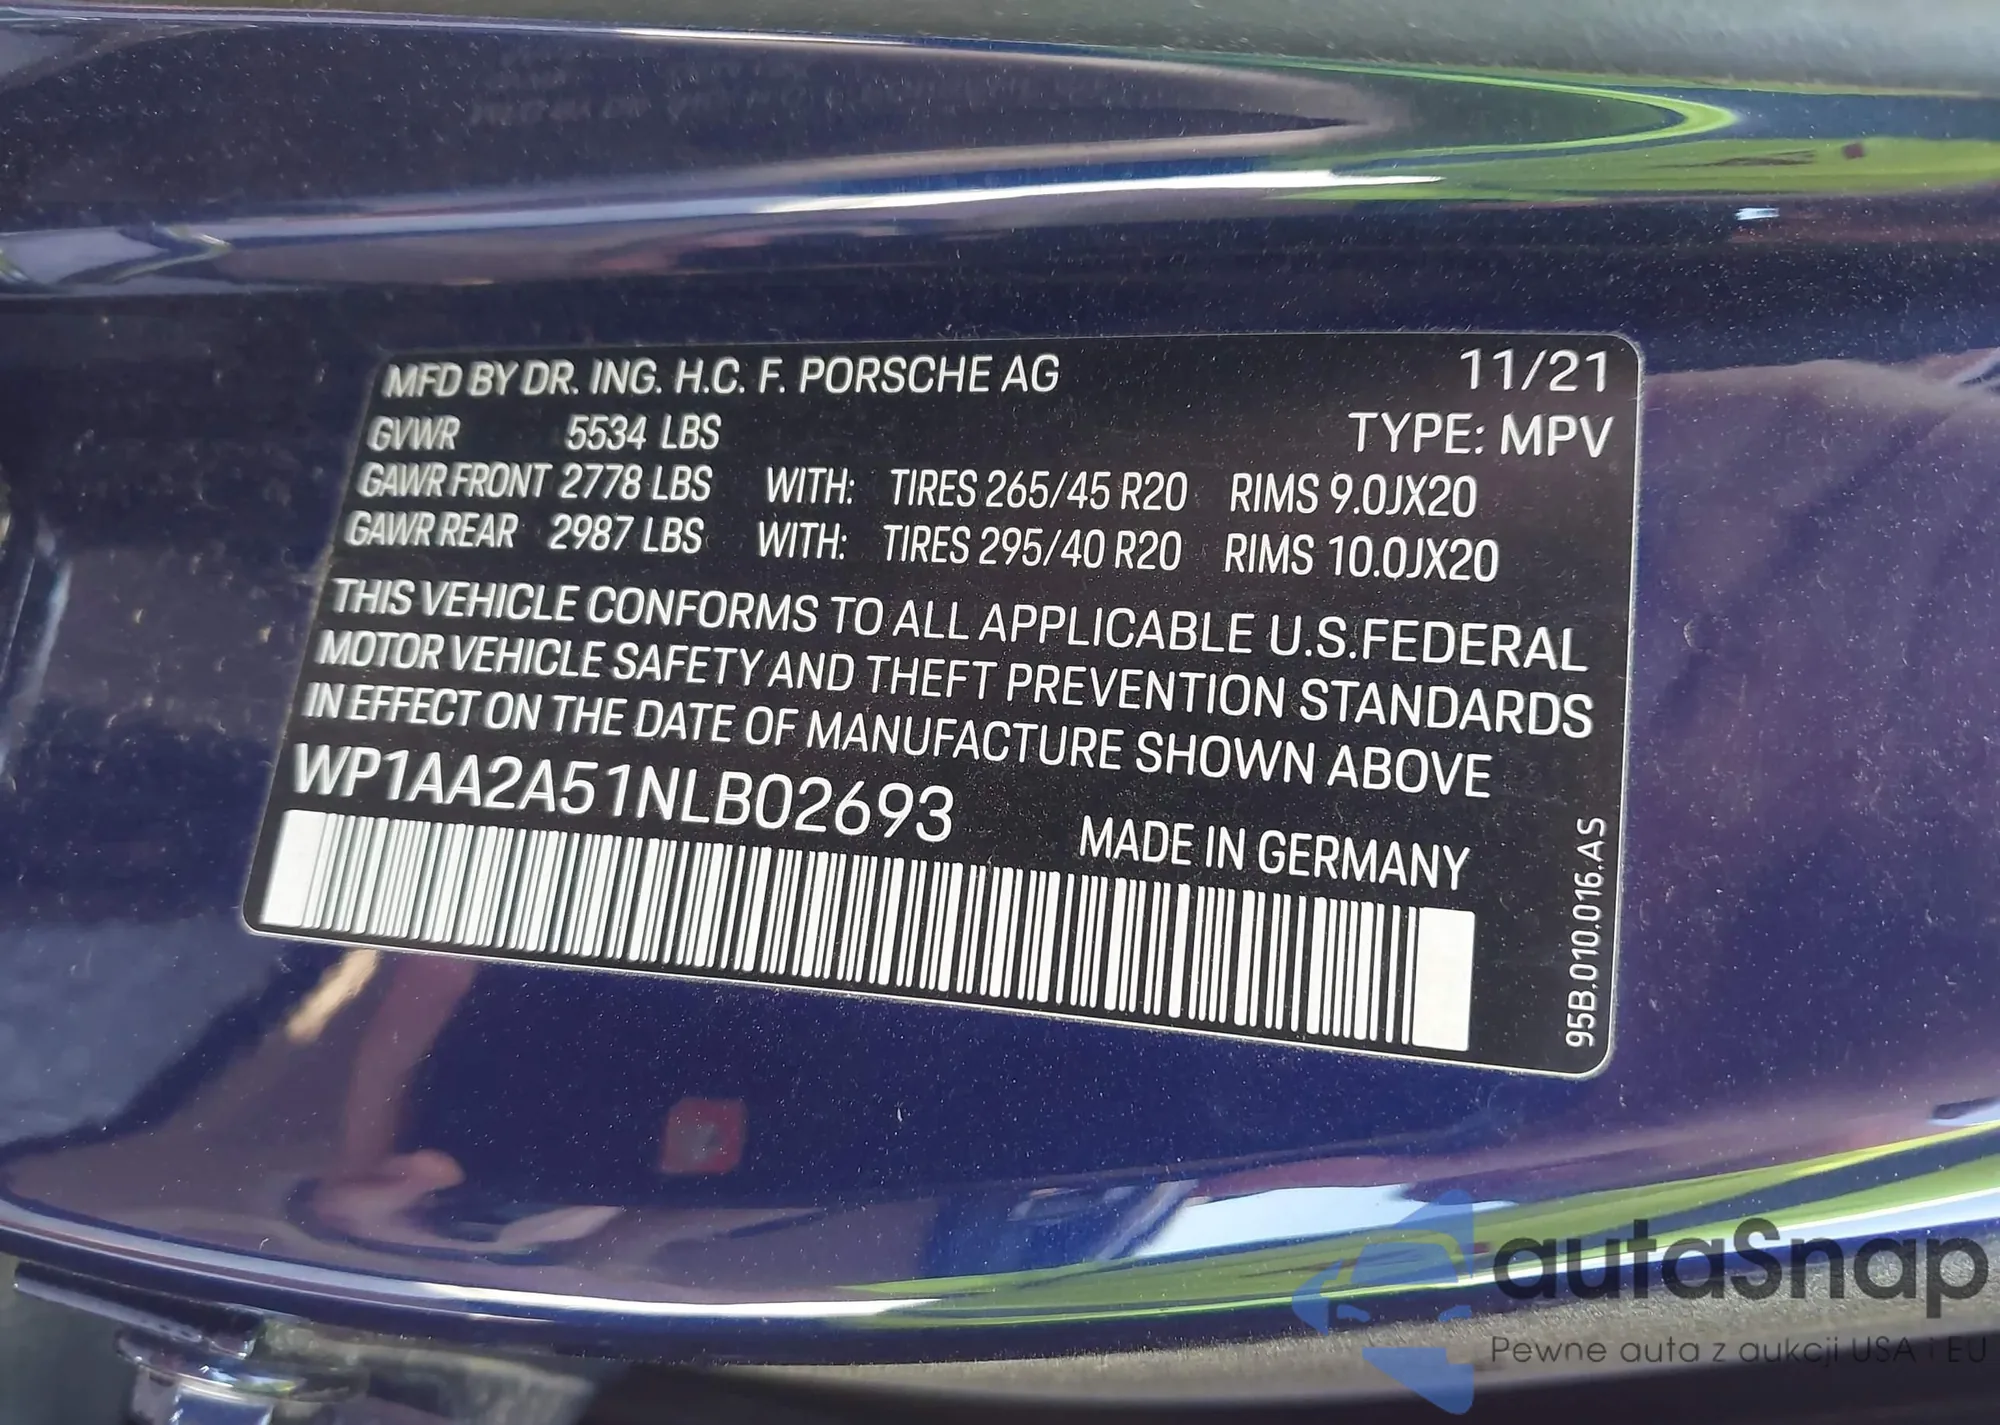 MFD BY DR. ING. H.C. F. PORSCHE AG 11/21
GVWR 5534 LBS TYPE: MPV
GAWR FRONT 2778 LBS WITH: TIRES 265/45 R20 RIMS 9.0JX20
GAWR REAR 2987 LBS WITH: TIRES 295/40 R20 RIMS 10.0JX20
THIS VEHICLE CONFORMS TO ALL APPLICABLE U.S.FEDERAL
MOTOR VEHICLE SAFETY AND THEFT PREVENTION STANDARDS
IN EFFECT ON THE DATE OF MANUFACTURE SHOWN ABOVE
WP1AA2A51NLB02693
MADE IN GERMANY
95B.010.016.AS
autaSnap
Pewne auta z aukcji USA i EU